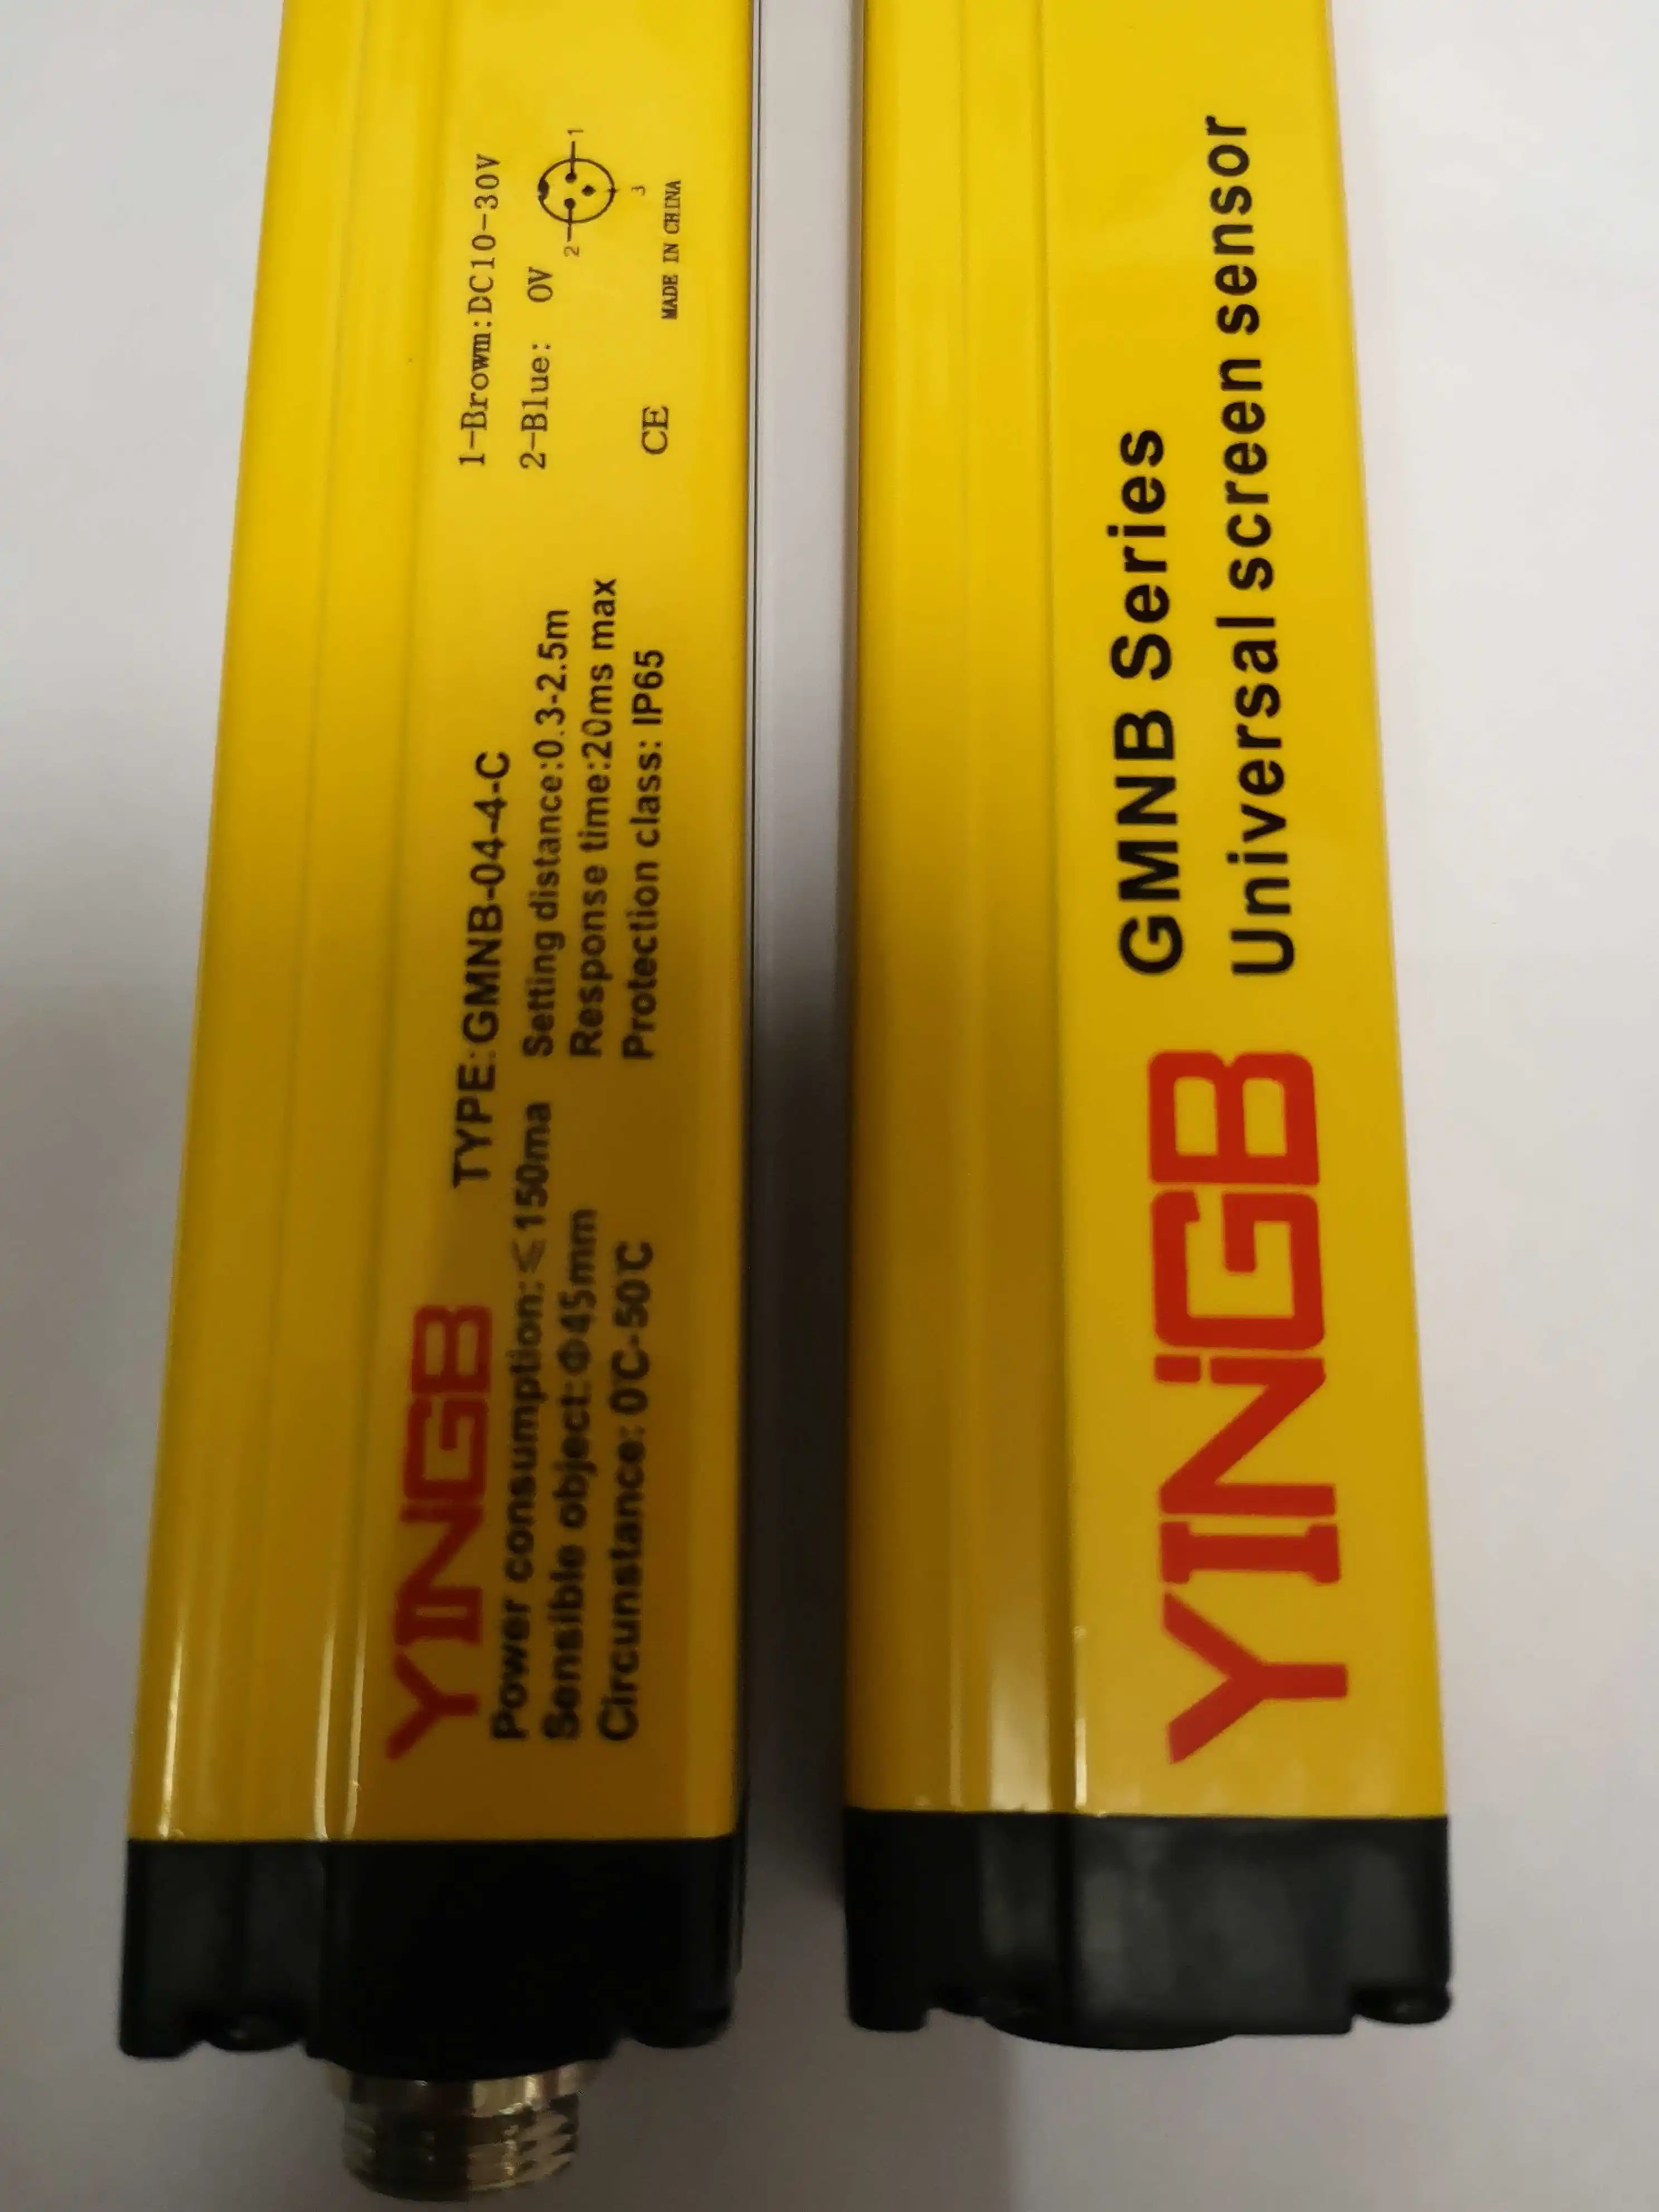 YINGB
TYPE:GMNB-04-4-C
Power consumption:≤150ma
Setting distance:0.3-2.5m
Sensible object:Φ45mm
Response time:20ms max
Circunstance: 0℃-50℃
Protection class: IP65
1-Browm:DC10-30V
2-Blue: 0V
2
1
3
CE
MADE IN CHINA
YINGB
GMNB Series
Universal screen sensor